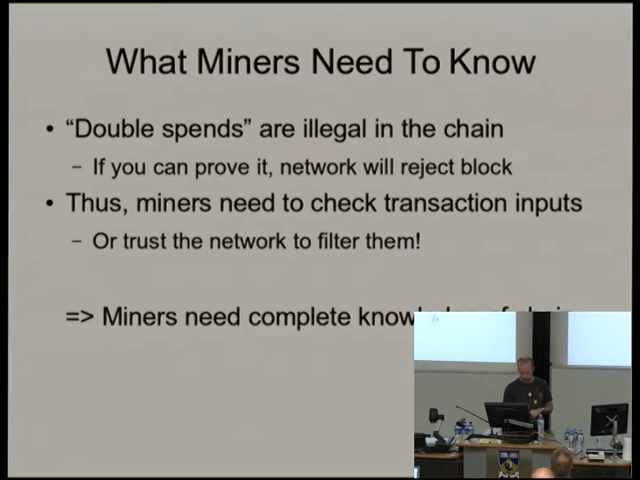 What Miners Need To Know
• “Double spends” are illegal in the chain
– If you can prove it, network will reject block
• Thus, miners need to check transaction inputs
– Or trust the network to filter them!
=> Miners need complete